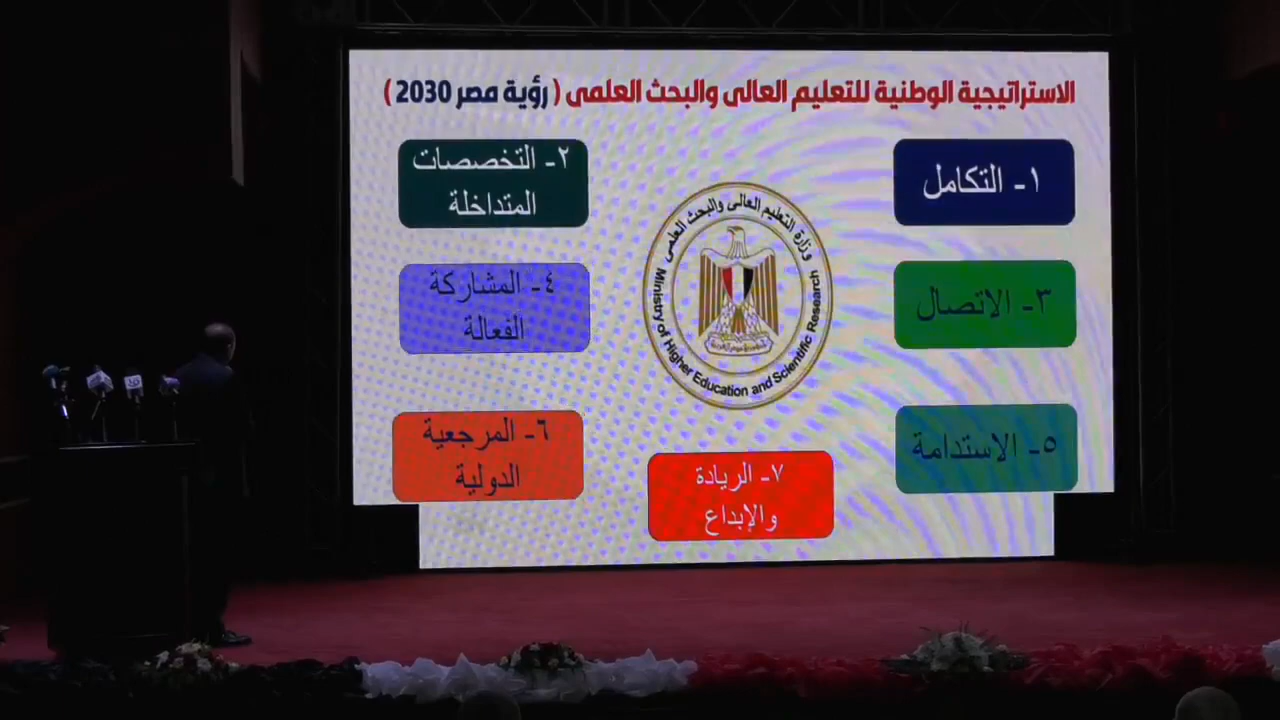 الاستراتيجية الوطنية للتعليم العالى والبحث العلمى ( رؤية مصر 2030 )
١- التكامل
٢- التخصصات
المتداخلة
وزارة التعليم العالى والبحث العلمى
Ministry of Higher Education and Scientific Research
٣- الاتصال
٤- المشاركة
الفعالة
٥- الاستدامة
٦- المرجعية
الدولية
٧- الريادة
والإبداع